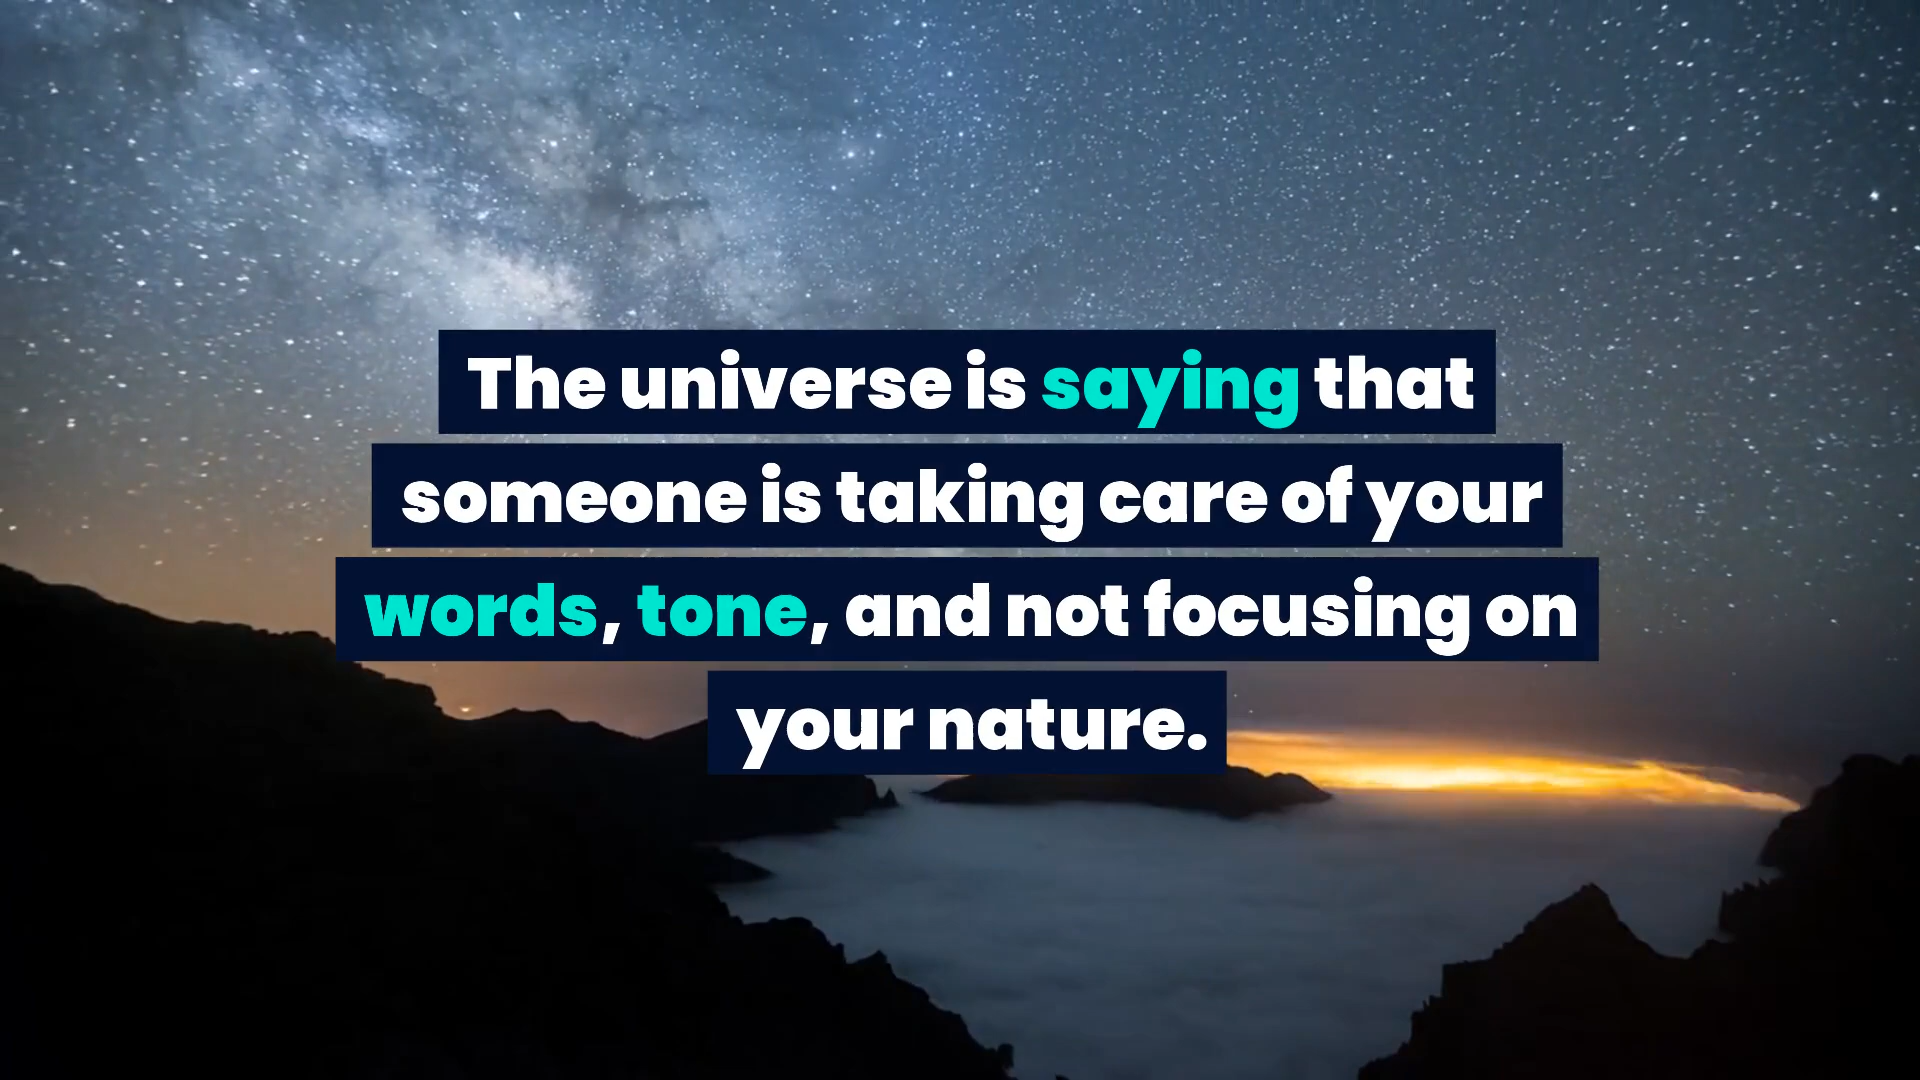 The universe is saying that
someone is taking care of your
words, tone, and not focusing on
your nature.